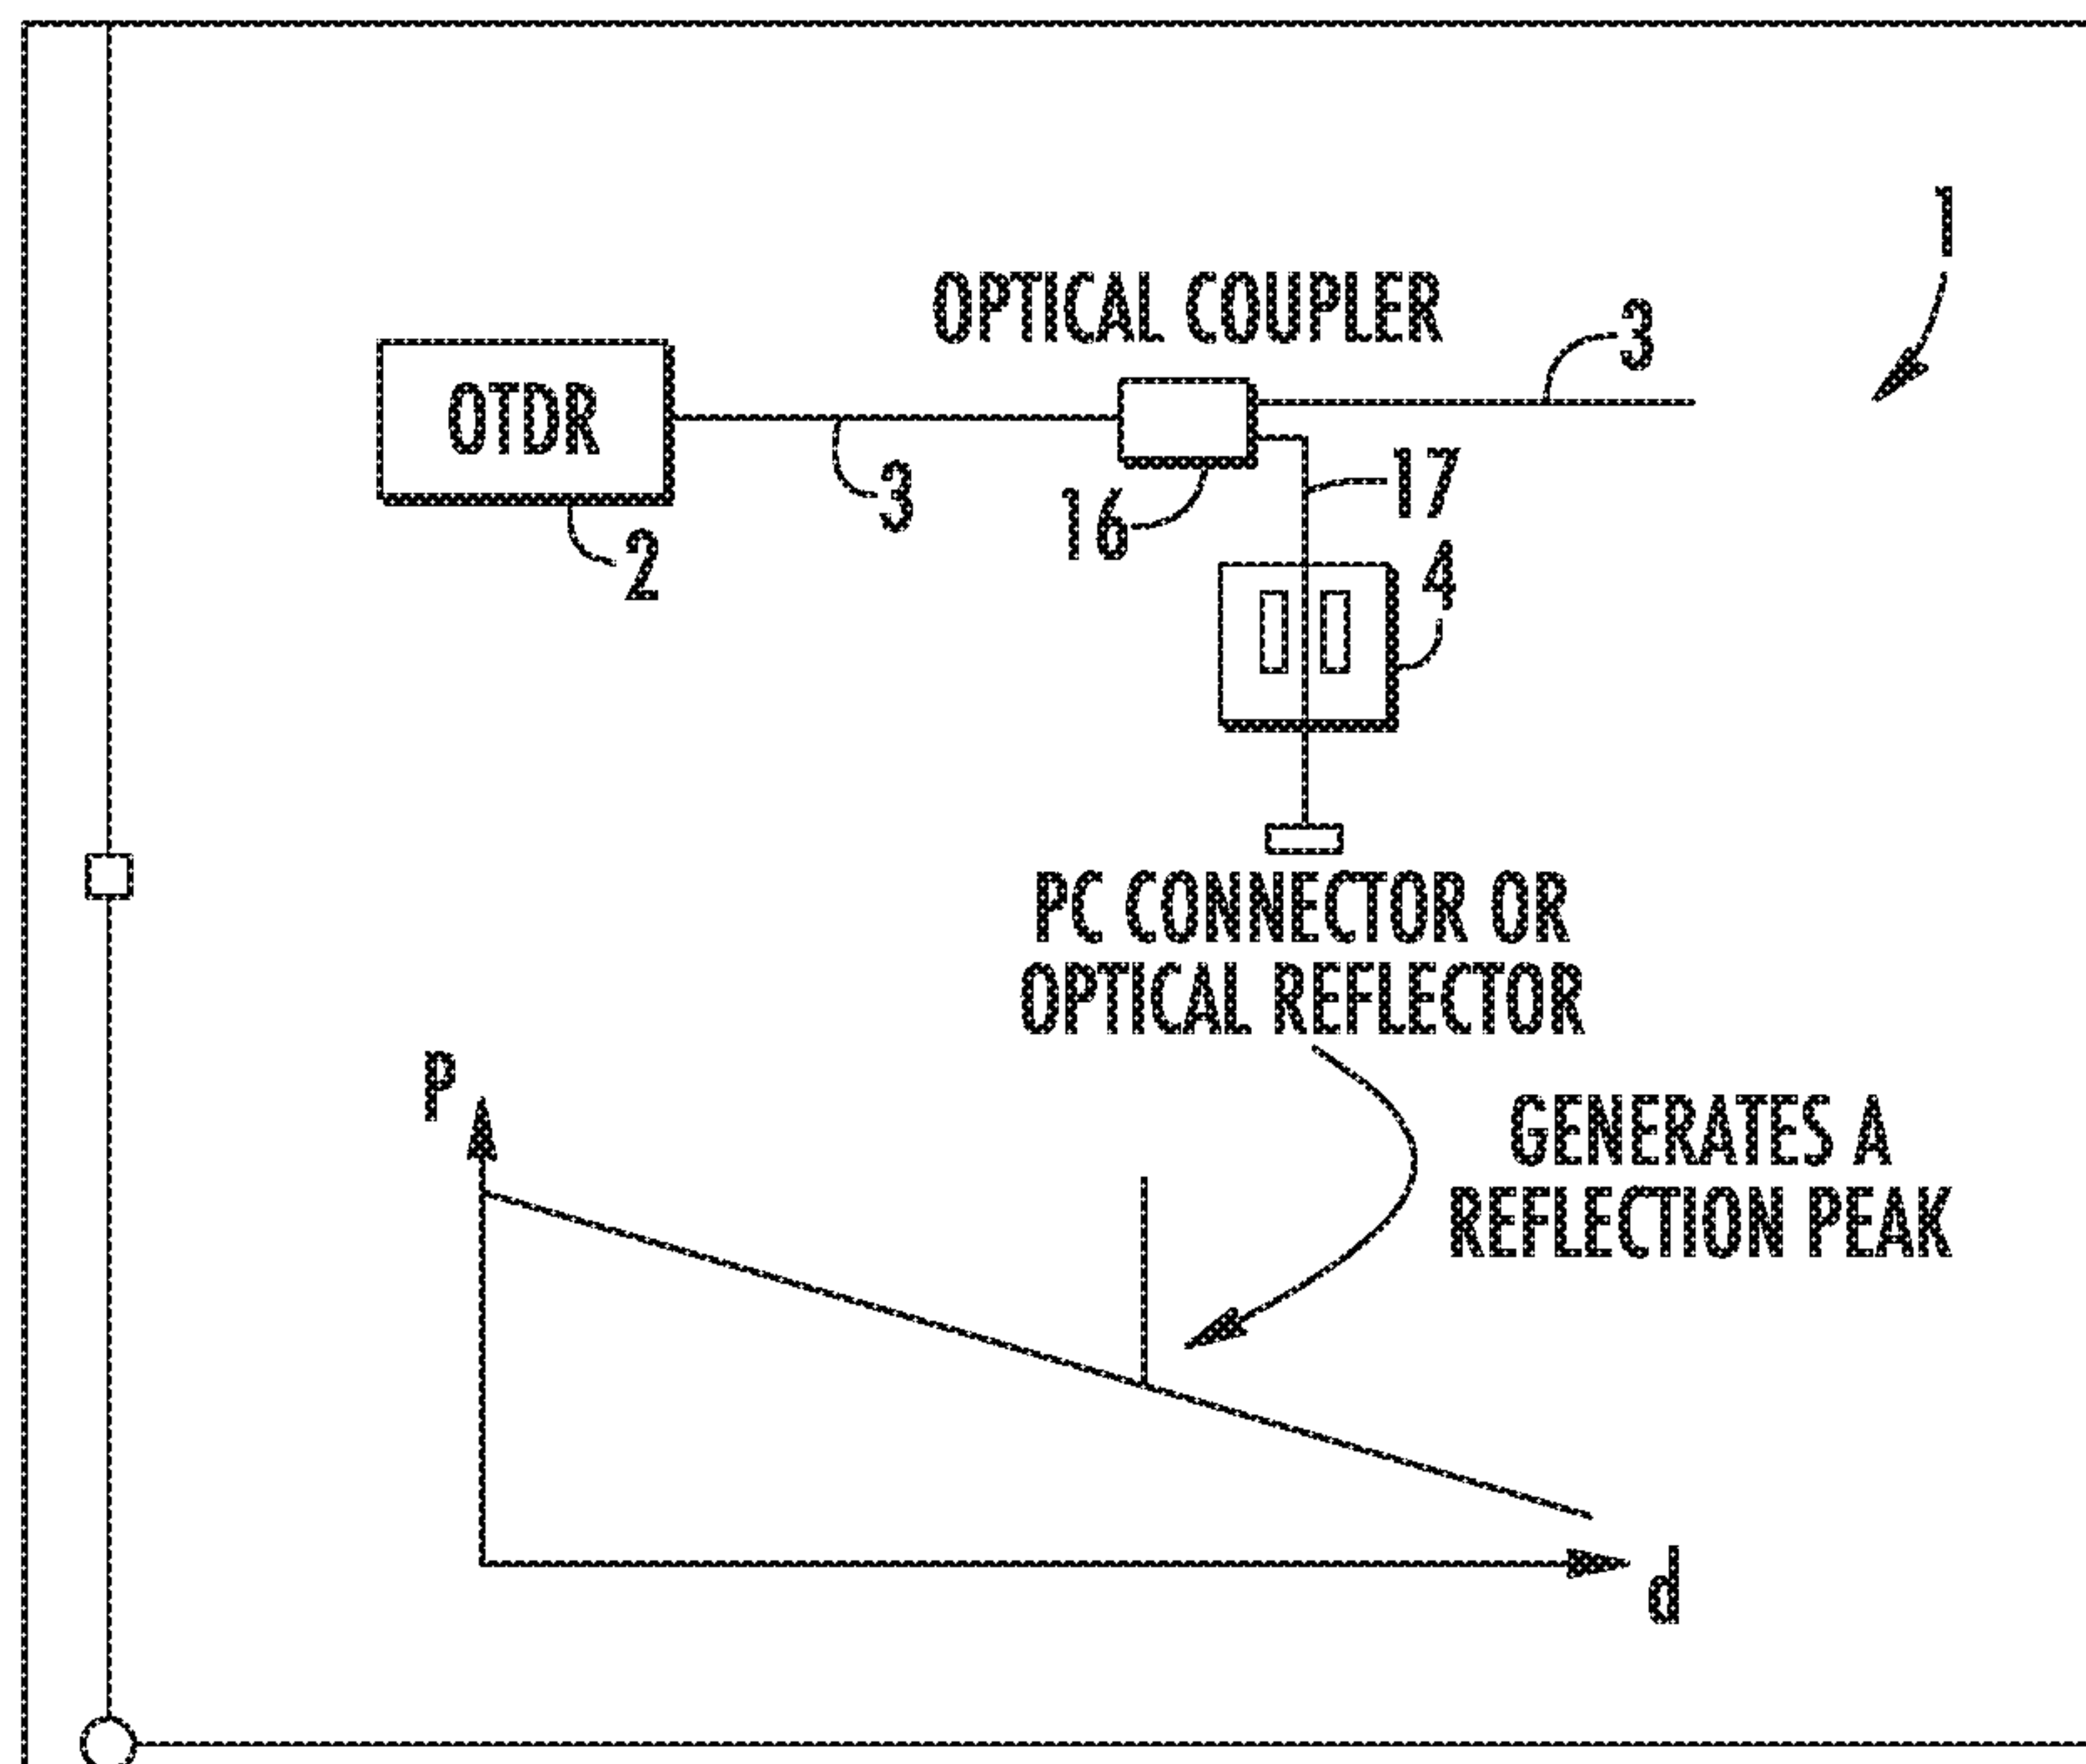 1
OPTICAL COUPLER
3
OTDR
3
17
16
2
4
PC CONNECTOR OR
OPTICAL REFLECTOR
P
GENERATES A
REFLECTION PEAK
d